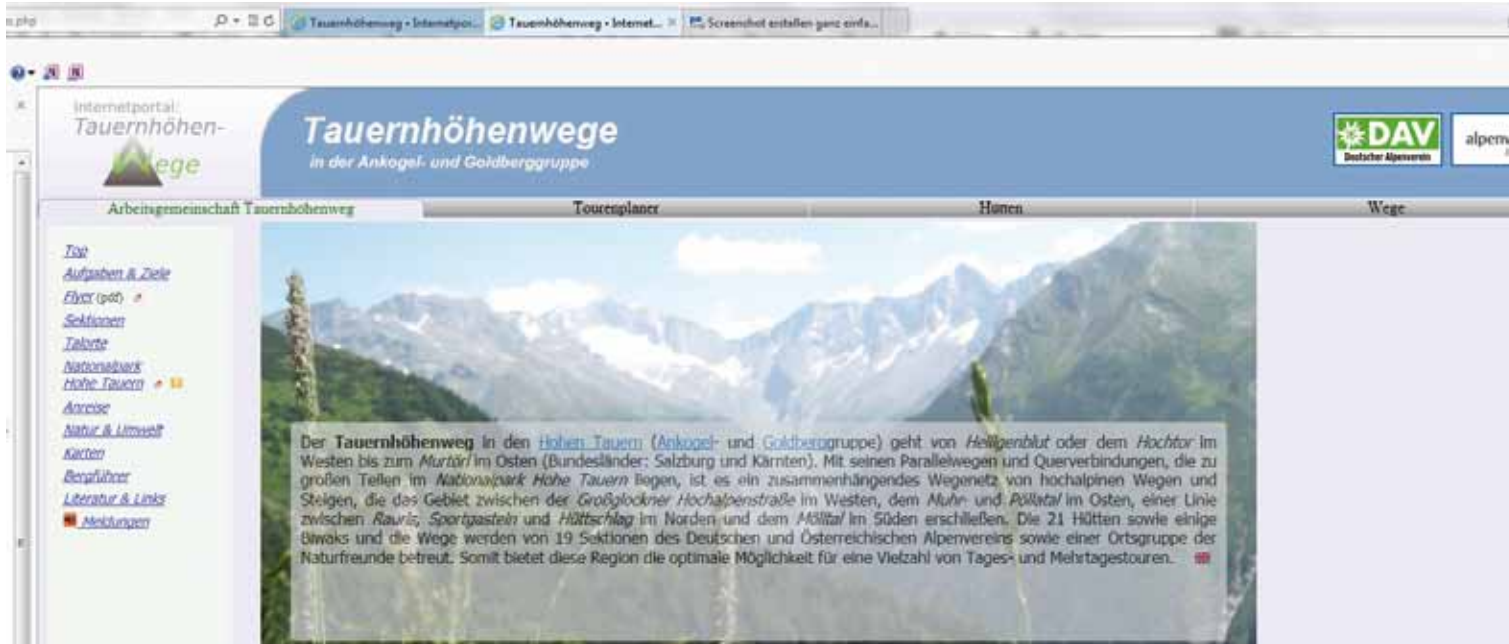 s.php
Tauernhöhenweg • Internetpor...
Tauernhöhenweg • Internet...
Screenshot erstellen ganz einfa...
Internetportal:
Tauernhöhen-
Wege
Tauernhöhenwege
in der Ankogel- und Goldberggruppe
DAV
Deutscher Alpenverein
alpenv
Arbeitsgemeinschaft Tauernhöhenweg
Tourenplaner
Hütten
Wege
Top
Aufgaben & Ziele
Flyer (pdf)
Sektionen
Talorte
Nationalpark
Hohe Tauern
Anreise
Natur & Umwelt
Karten
Bergführer
Literatur & Links
Meldungen
Der Tauernhöhenweg in den Hohen Tauern (Ankogel- und Goldberggruppe) geht von Heiligenblut oder dem Hochtor im
Westen bis zum Murtörl im Osten (Bundesländer: Salzburg und Kärnten). Mit seinen Parallelwegen und Querverbindungen, die zu
großen Teilen im Nationalpark Hohe Tauern liegen, ist es ein zusammenhängendes Wegenetz von hochalpinen Wegen und
Steigen, die das Gebiet zwischen der Großglockner Hochalpenstraße im Westen, dem Muhr- und Pöllatal im Osten, einer Linie
zwischen Rauris, Sportgastein und Hüttschlag im Norden und dem Mölltal im Süden erschließen. Die 21 Hütten sowie einige
Biwaks und die Wege werden von 19 Sektionen des Deutschen und Österreichischen Alpenvereins sowie einer Ortsgruppe der
Naturfreunde betreut. Somit bietet diese Region die optimale Möglichkeit für eine Vielzahl von Tages- und Mehrtagestouren.